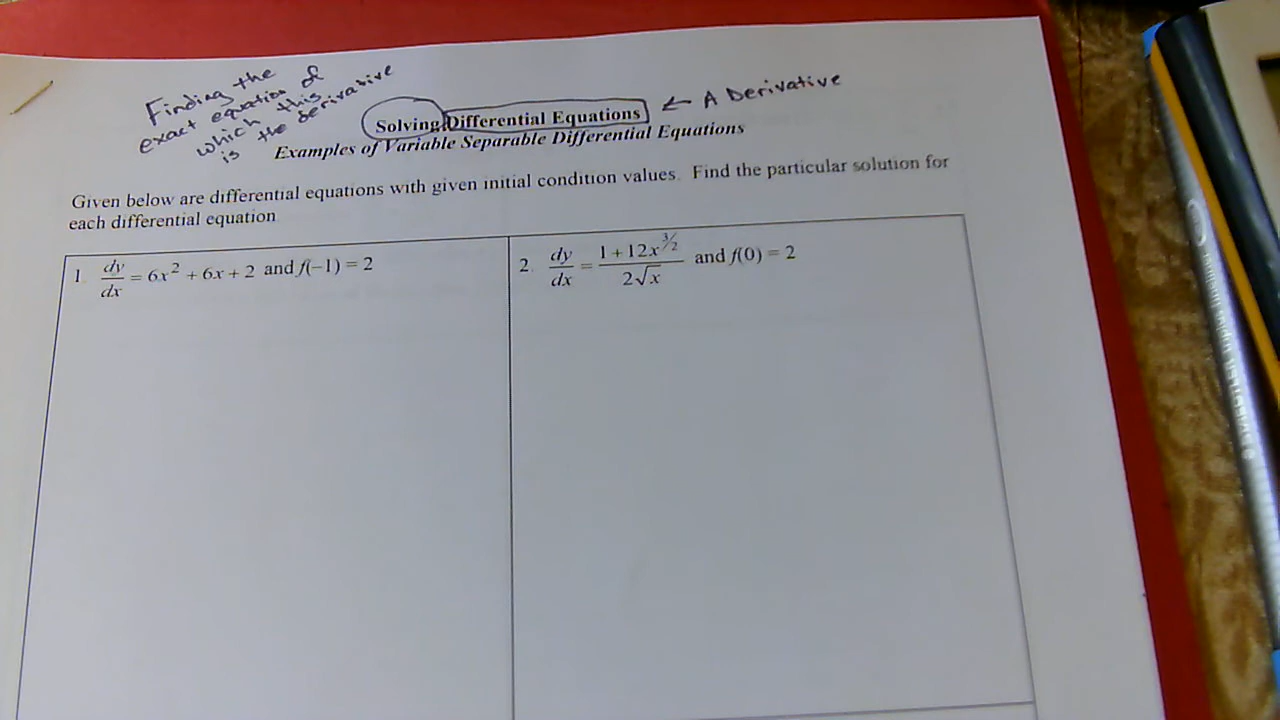 Finding the
exact equation of
which this
is the derivative
Solving Differential Equations
← A Derivative
Examples of Variable Separable Differential Equations
Given below are differential equations with given initial condition values. Find the particular solution for
each differential equation
1. dy/dx = 6x² + 6x + 2 and f(−1) = 2
2. dy/dx = (1 + 12x^(3/2))/(2√x) and f(0) = 2